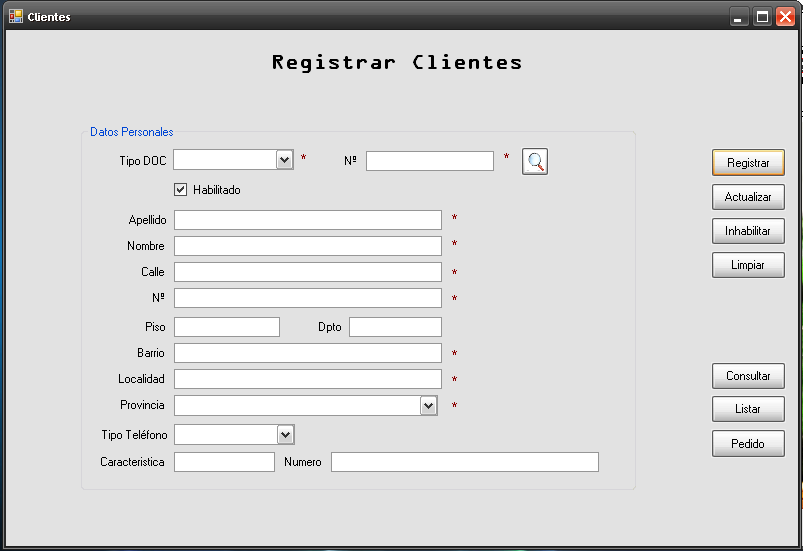 Clientes
Registrar Clientes
Datos Personales
Tipo DOC * Nº *
Habilitado
Apellido *
Nombre *
Calle *
Nº *
Piso Dpto
Barrio *
Localidad *
Provincia *
Tipo Teléfono
Caracteristica Numero
Registrar
Actualizar
Inhabilitar
Limpiar
Consultar
Listar
Pedido